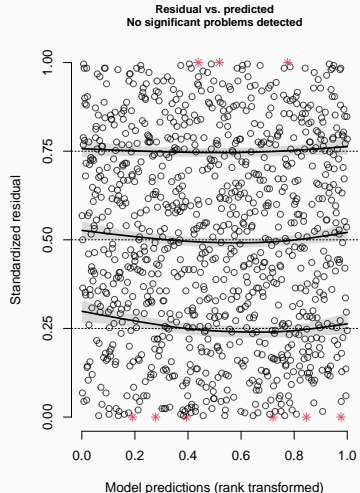 Residual vs. predicted
No significant problems detected
Standardized residual
1.00
0.75
0.50
0.25
0.00
0.0 0.2 0.4 0.6 0.8 1.0
Model predictions (rank transformed)